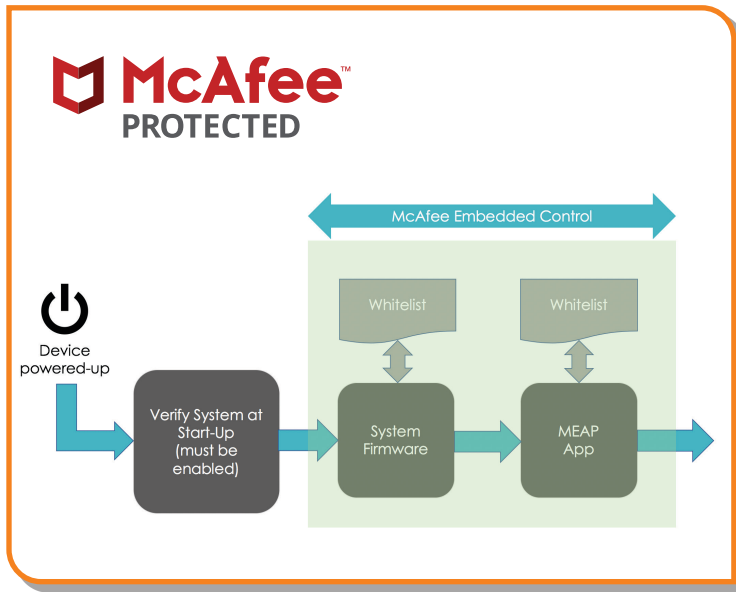 McAfee™
PROTECTED
McAfee Embedded Control
Whitelist
Whitelist
Device
powered-up
Verify System at
Start-Up
(must be
enabled)
System
Firmware
MEAP
App